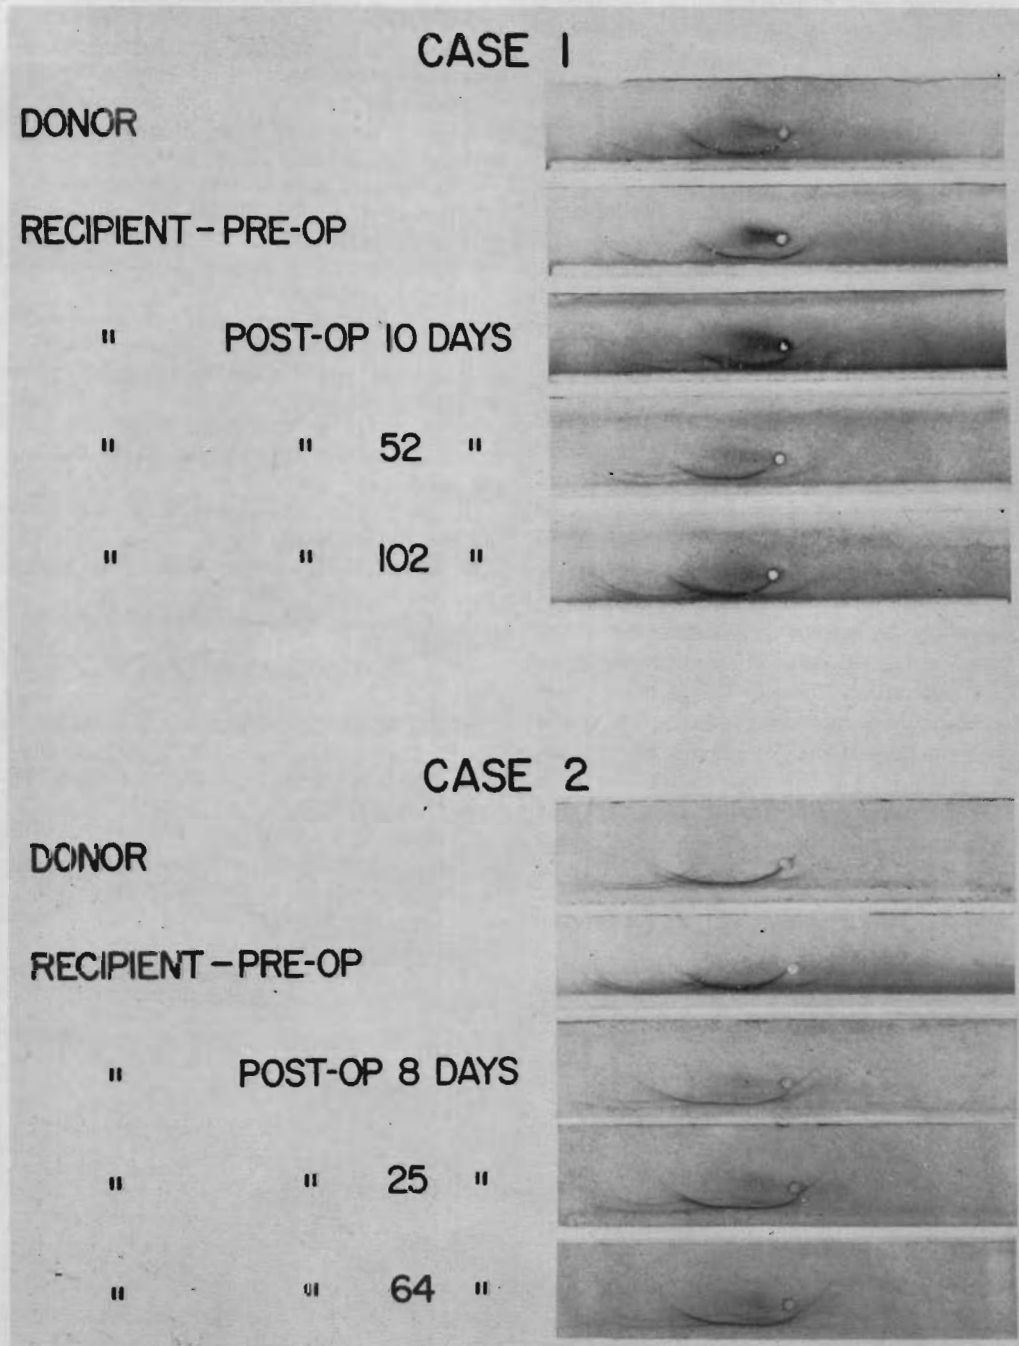 CASE 1
DONOR
RECIPIENT - PRE-OP
" POST-OP 10 DAYS
" " 52 "
" " 102 "
CASE 2
DONOR
RECIPIENT - PRE-OP
" POST-OP 8 DAYS
" " 25 "
" " 64 "